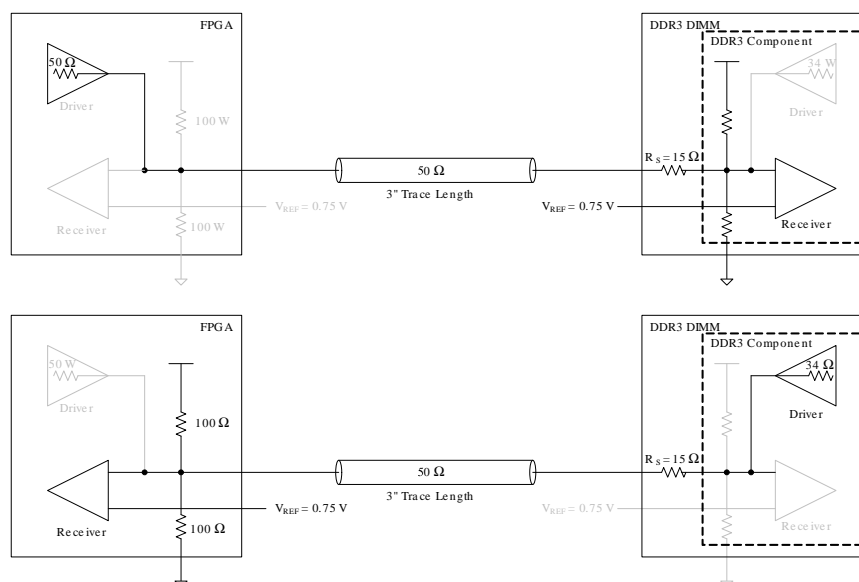 FPGA
DDR3 DIMM
DDR3 Component
50 Ω
34 W
Driver
100 W
R_S = 15 Ω
50 Ω
3" Trace Length
V_REF = 0.75 V
V_REF = 0.75 V
100 W
Receiver
Receiver
FPGA
DDR3 DIMM
DDR3 Component
50 W
34 Ω
Driver
Driver
100 Ω
R_S = 15 Ω
50 Ω
3" Trace Length
V_REF = 0.75 V
V_REF = 0.75 V
100 Ω
Receiver
Receiver